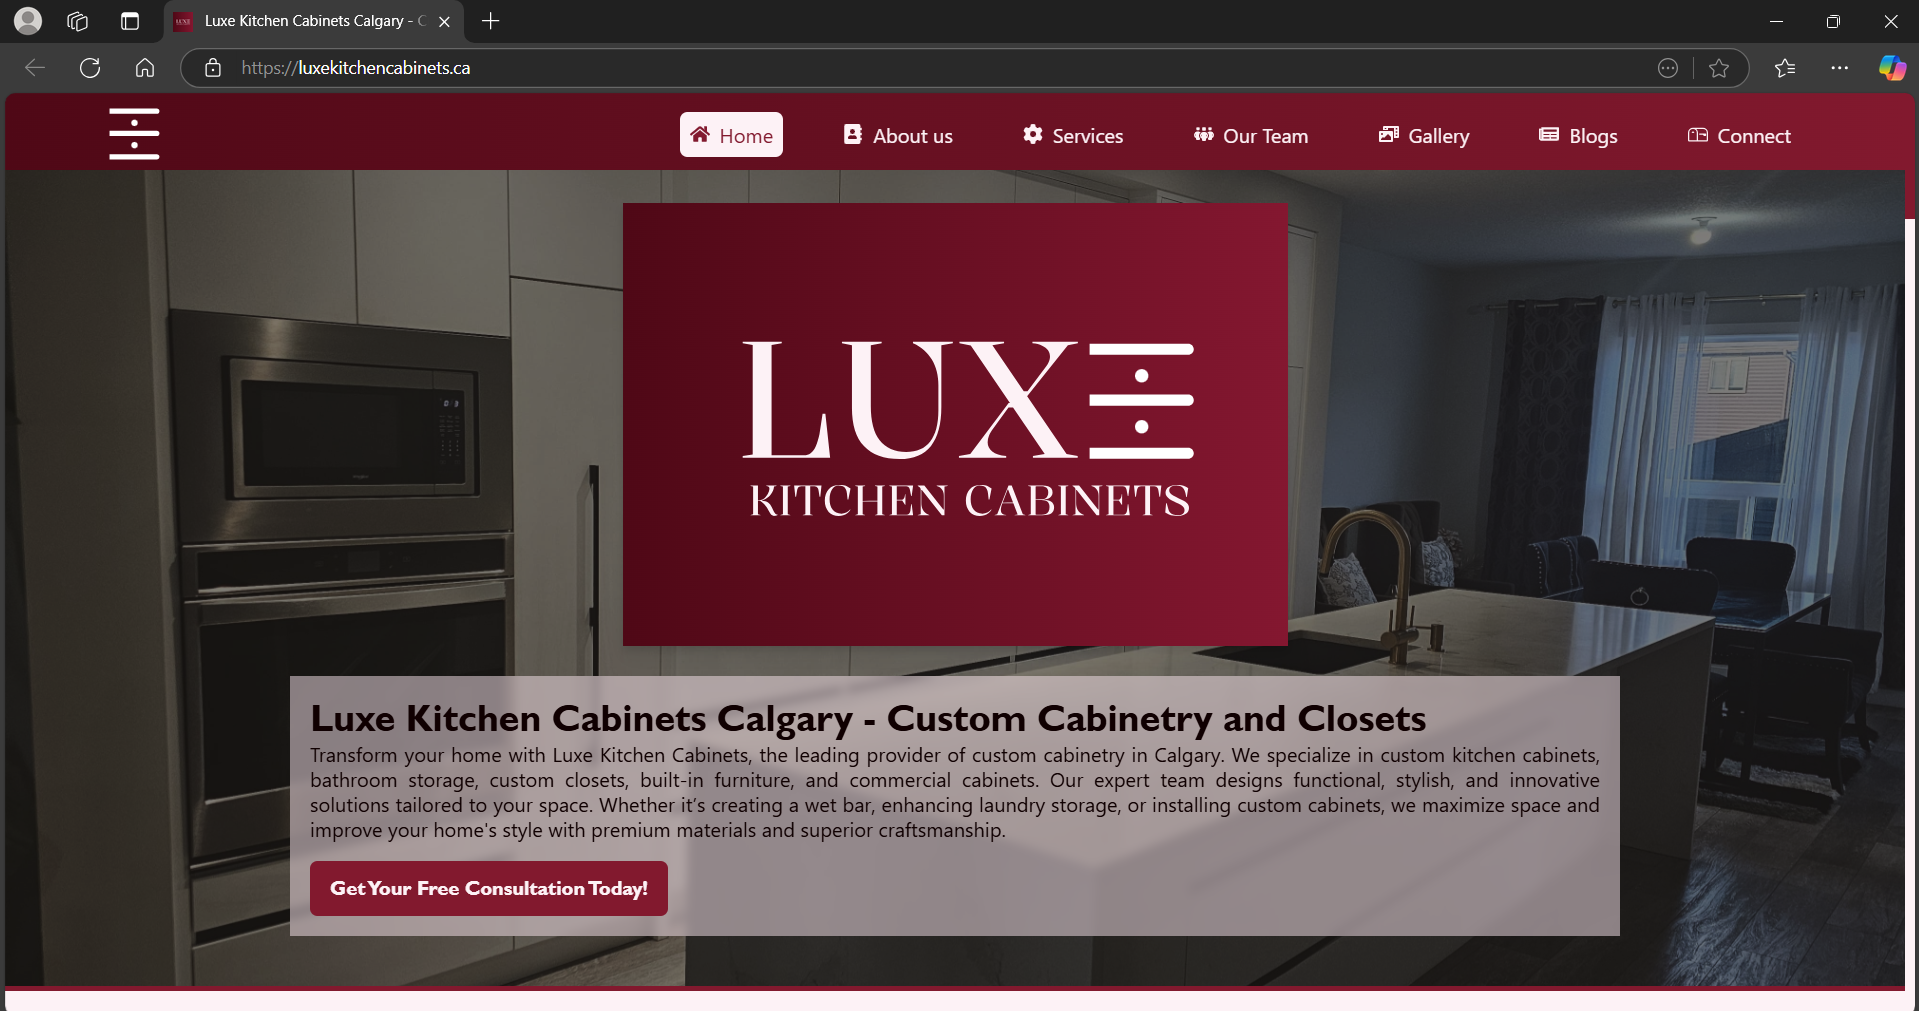 Luxe Kitchen Cabinets Calgary - C
https://luxekitchencabinets.ca
Home
About us
Services
Our Team
Gallery
Blogs
Connect
LUXE
KITCHEN CABINETS
Luxe Kitchen Cabinets Calgary - Custom Cabinetry and Closets
Transform your home with Luxe Kitchen Cabinets, the leading provider of custom cabinetry in Calgary. We specialize in custom kitchen cabinets,
bathroom storage, custom closets, built-in furniture, and commercial cabinets. Our expert team designs functional, stylish, and innovative
solutions tailored to your space. Whether it's creating a wet bar, enhancing laundry storage, or installing custom cabinets, we maximize space and
improve your home's style with premium materials and superior craftsmanship.
Get Your Free Consultation Today!